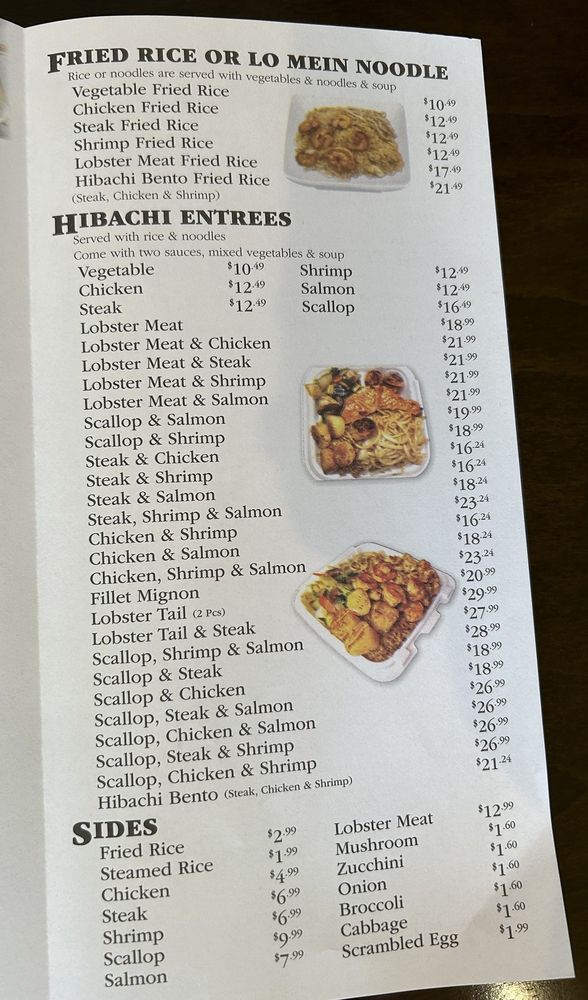 FRIED RICE OR LO MEIN NOODLE
Rice or noodles are served with vegetables & noodles & soup
Vegetable Fried Rice $10.49
Chicken Fried Rice $12.49
Steak Fried Rice $12.49
Shrimp Fried Rice $12.49
Lobster Meat Fried Rice $17.49
Hibachi Bento Fried Rice $21.49
(Steak, Chicken & Shrimp)
HIBACHI ENTREES
Served with rice & noodles
Come with two sauces, mixed vegetables & soup
Vegetable $10.49 Shrimp $12.49
Chicken $12.49 Salmon $12.49
Steak $12.49 Scallop $16.49
Lobster Meat $18.99
Lobster Meat & Chicken $21.99
Lobster Meat & Steak $21.99
Lobster Meat & Shrimp $21.99
Lobster Meat & Salmon $21.99
Scallop & Salmon $19.99
Scallop & Shrimp $18.99
Steak & Chicken $16.24
Steak & Shrimp $16.24
Steak & Salmon $18.24
Steak, Shrimp & Salmon $23.24
Chicken & Shrimp $16.24
Chicken & Salmon $18.24
Chicken, Shrimp & Salmon $23.24
Fillet Mignon $20.99
Lobster Tail (2 Pcs) $29.99
Lobster Tail & Steak $27.99
Scallop, Shrimp & Salmon $28.99
Scallop & Steak $18.99
Scallop & Chicken $18.99
Scallop, Steak & Salmon $26.99
Scallop, Chicken & Salmon $26.99
Scallop, Steak & Shrimp $26.99
Scallop, Chicken & Shrimp $26.99
Hibachi Bento (Steak, Chicken & Shrimp) $21.24
SIDES
Fried Rice $2.99 Lobster Meat $12.99
Steamed Rice $1.99 Mushroom $1.60
Chicken $4.99 Zucchini $1.60
Steak $6.99 Onion $1.60
Shrimp $6.99 Broccoli $1.60
Scallop $9.99 Cabbage $1.60
Salmon $7.99 Scrambled Egg $1.99